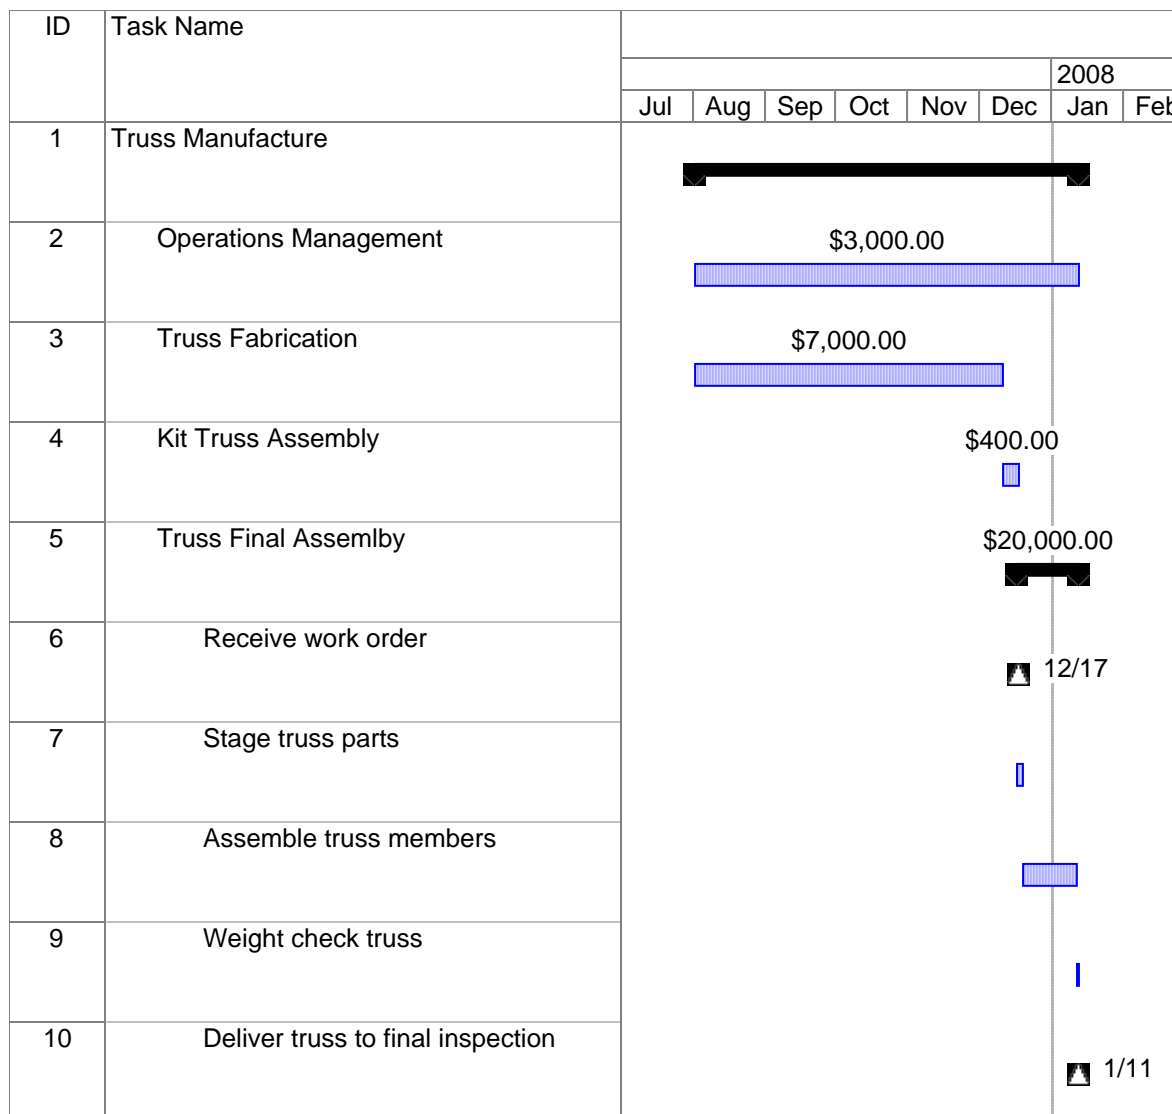 ID Task Name
2008
Jul Aug Sep Oct Nov Dec Jan Feb
1 Truss Manufacture
2 Operations Management $3,000.00
3 Truss Fabrication $7,000.00
4 Kit Truss Assembly $400.00
5 Truss Final Assemlby $20,000.00
6 Receive work order 12/17
7 Stage truss parts
8 Assemble truss members
9 Weight check truss
10 Deliver truss to final inspection 1/11